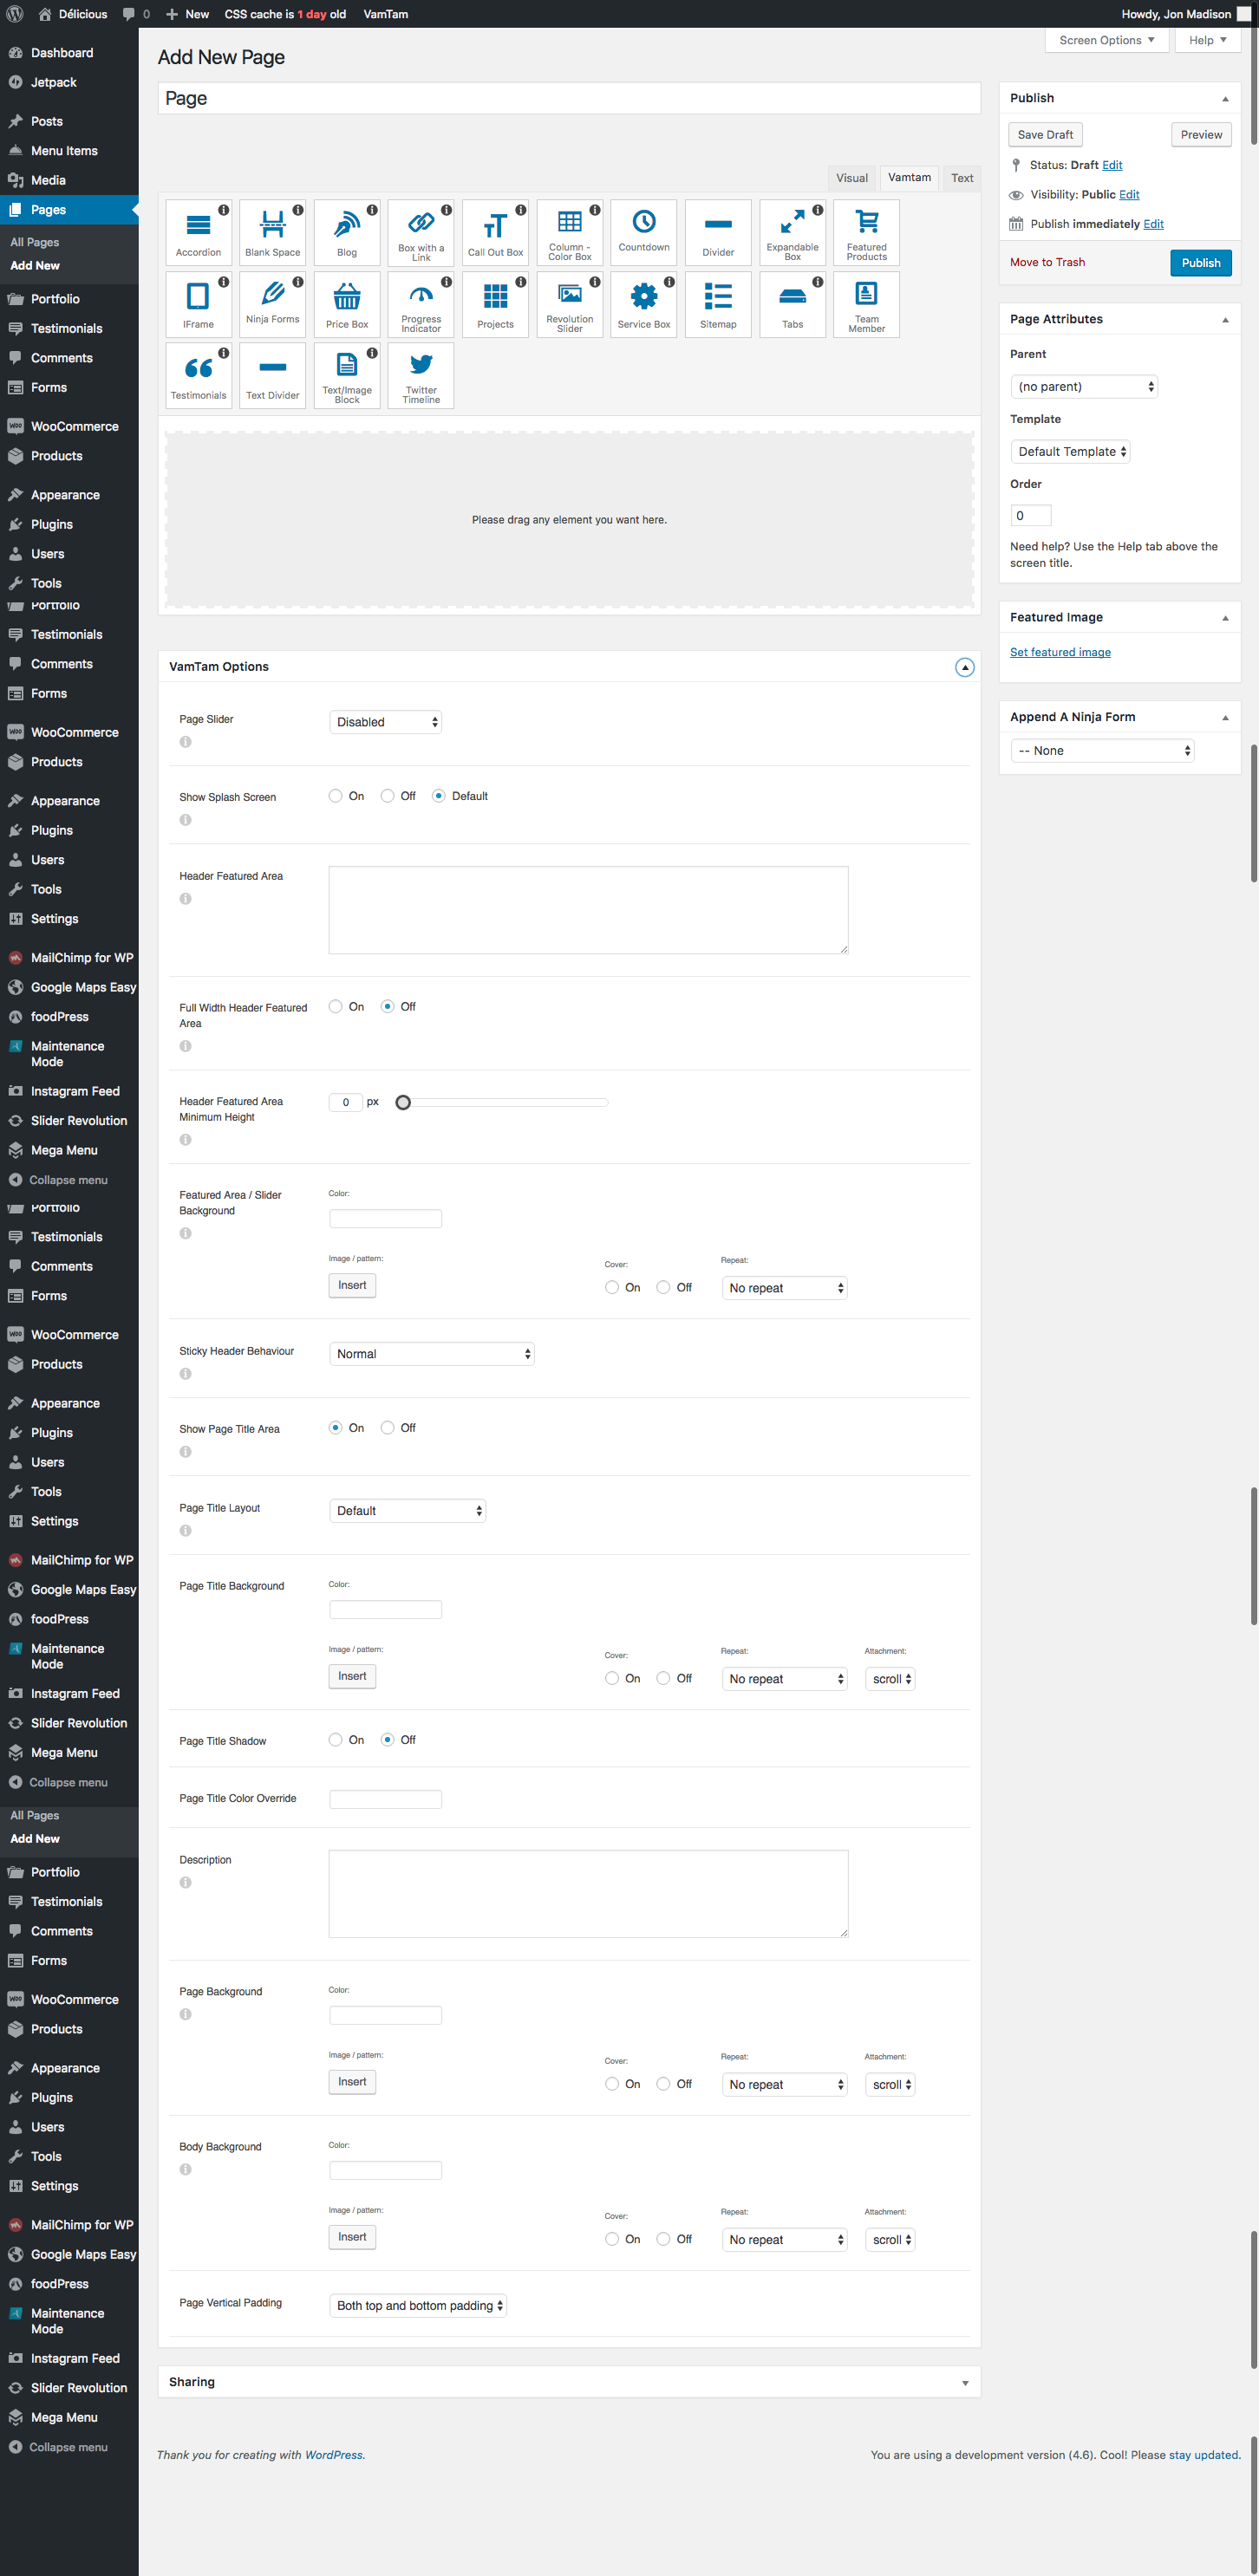 Délicious
0
New
CSS cache is 1 day old
VamTam
Howdy, Jon Madison
Dashboard
Jetpack
Posts
Menu Items
Media
Pages
All Pages
Add New
Portfolio
Testimonials
Comments
Forms
WooCommerce
Products
Appearance
Plugins
Users
Tools
Portfolio
Testimonials
Comments
Forms
WooCommerce
Products
Appearance
Plugins
Users
Tools
Settings
MailChimp for WP
Google Maps Easy
foodPress
Maintenance
Mode
Instagram Feed
Slider Revolution
Mega Menu
Collapse menu
Portfolio
Testimonials
Comments
Forms
WooCommerce
Products
Appearance
Plugins
Users
Tools
Settings
MailChimp for WP
Google Maps Easy
foodPress
Maintenance
Mode
Instagram Feed
Slider Revolution
Mega Menu
Collapse menu
All Pages
Add New
Portfolio
Testimonials
Comments
Forms
WooCommerce
Products
Appearance
Plugins
Users
Tools
Settings
MailChimp for WP
Google Maps Easy
foodPress
Maintenance
Mode
Instagram Feed
Slider Revolution
Mega Menu
Collapse menu
Screen Options
Help
Add New Page
Page
Visual
Vamtam
Text
Accordion
Blank Space
Blog
Box with a
Link
Call Out Box
Column -
Color Box
Countdown
Divider
Expandable
Box
Featured
Products
IFrame
Ninja Forms
Price Box
Progress
Indicator
Projects
Revolution
Slider
Service Box
Sitemap
Tabs
Team
Member
Testimonials
Text Divider
Text/Image
Block
Twitter
Timeline
Please drag any element you want here.
VamTam Options
Page Slider
Disabled
Show Splash Screen
On
Off
Default
Header Featured Area
Full Width Header Featured
Area
On
Off
Header Featured Area
Minimum Height
0
px
Featured Area / Slider
Background
Color:
Image / pattern:
Insert
Cover:
On
Off
Repeat:
No repeat
Sticky Header Behaviour
Normal
Show Page Title Area
On
Off
Page Title Layout
Default
Page Title Background
Color:
Image / pattern:
Insert
Cover:
On
Off
Repeat:
No repeat
Attachment:
scroll
Page Title Shadow
On
Off
Page Title Color Override
Description
Page Background
Color:
Image / pattern:
Insert
Cover:
On
Off
Repeat:
No repeat
Attachment:
scroll
Body Background
Color:
Image / pattern:
Insert
Cover:
On
Off
Repeat:
No repeat
Attachment:
scroll
Page Vertical Padding
Both top and bottom padding
Sharing
Publish
Save Draft
Preview
Status: Draft Edit
Visibility: Public Edit
Publish immediately Edit
Move to Trash
Publish
Page Attributes
Parent
(no parent)
Template
Default Template
Order
0
Need help? Use the Help tab above the
screen title.
Featured Image
Set featured image
Append A Ninja Form
-- None
Thank you for creating with WordPress.
You are using a development version (4.6). Cool! Please stay updated.